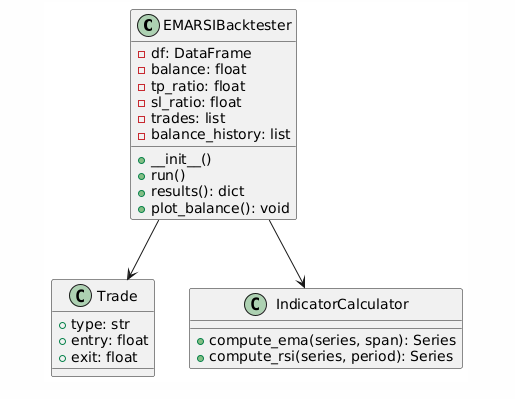 C EMARSIBacktester
df: DataFrame
balance: float
tp_ratio: float
sl_ratio: float
trades: list
balance_history: list
__init__()
run()
results(): dict
plot_balance(): void
C Trade
type: str
entry: float
exit: float
C IndicatorCalculator
compute_ema(series, span): Series
compute_rsi(series, period): Series